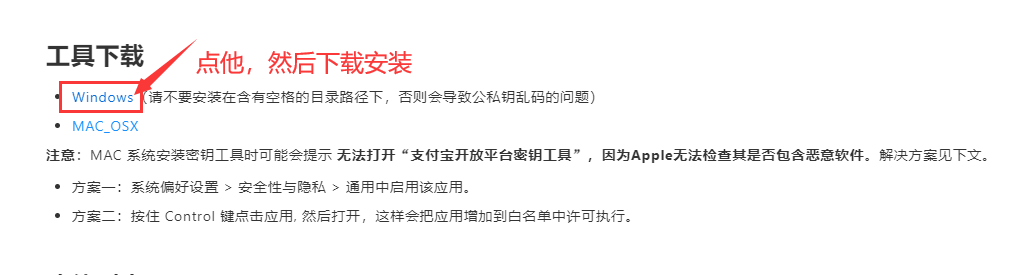 工具下载
点他，然后下载安装
Windows（请不要安装在含有空格的目录路径下，否则会导致公私钥乱码的问题）
MAC_OSX
注意：MAC 系统安装密钥工具时可能会提示 无法打开“支付宝开放平台密钥工具”，因为Apple无法检查其是否包含恶意软件。解决方案见下文。
方案一：系统偏好设置 > 安全性与隐私 > 通用中启用该应用。
方案二：按住 Control 键点击应用, 然后打开，这样会把应用增加到白名单中许可执行。